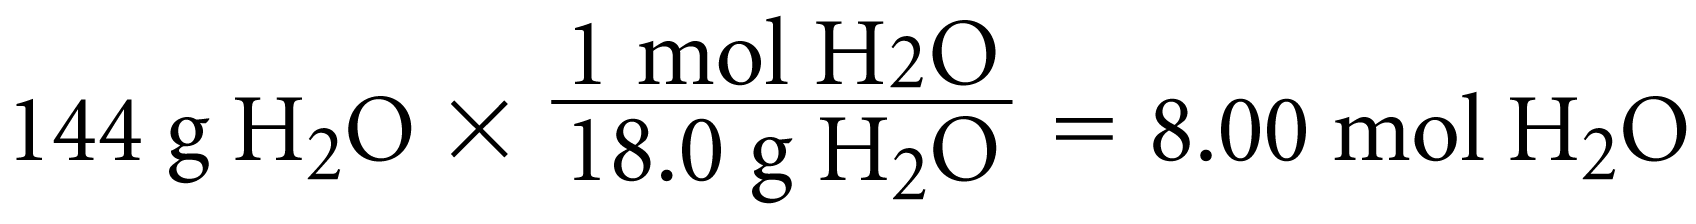 144 g H₂O × 1 mol H2O / 18.0 g H₂O = 8.00 mol H₂O